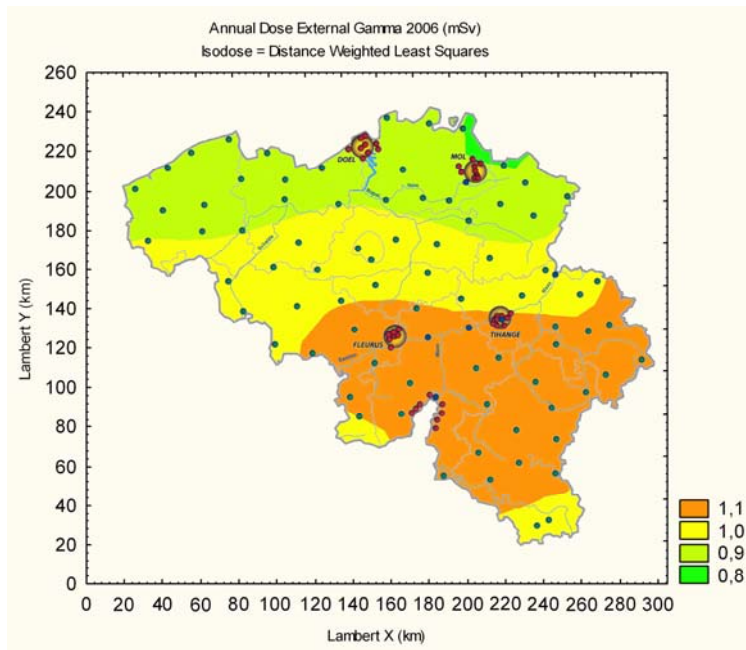 Annual Dose External Gamma 2006 (mSv)
Isodose = Distance Weighted Least Squares
260
240
220
200
180
160
140
120
100
80
60
40
20
0
Lambert Y (km)
DOEL
MOL
FLEURUS
TIHANGE
1,1
1,0
0,9
0,8
0 20 40 60 80 100 120 140 160 180 200 220 240 260 280 300
Lambert X (km)